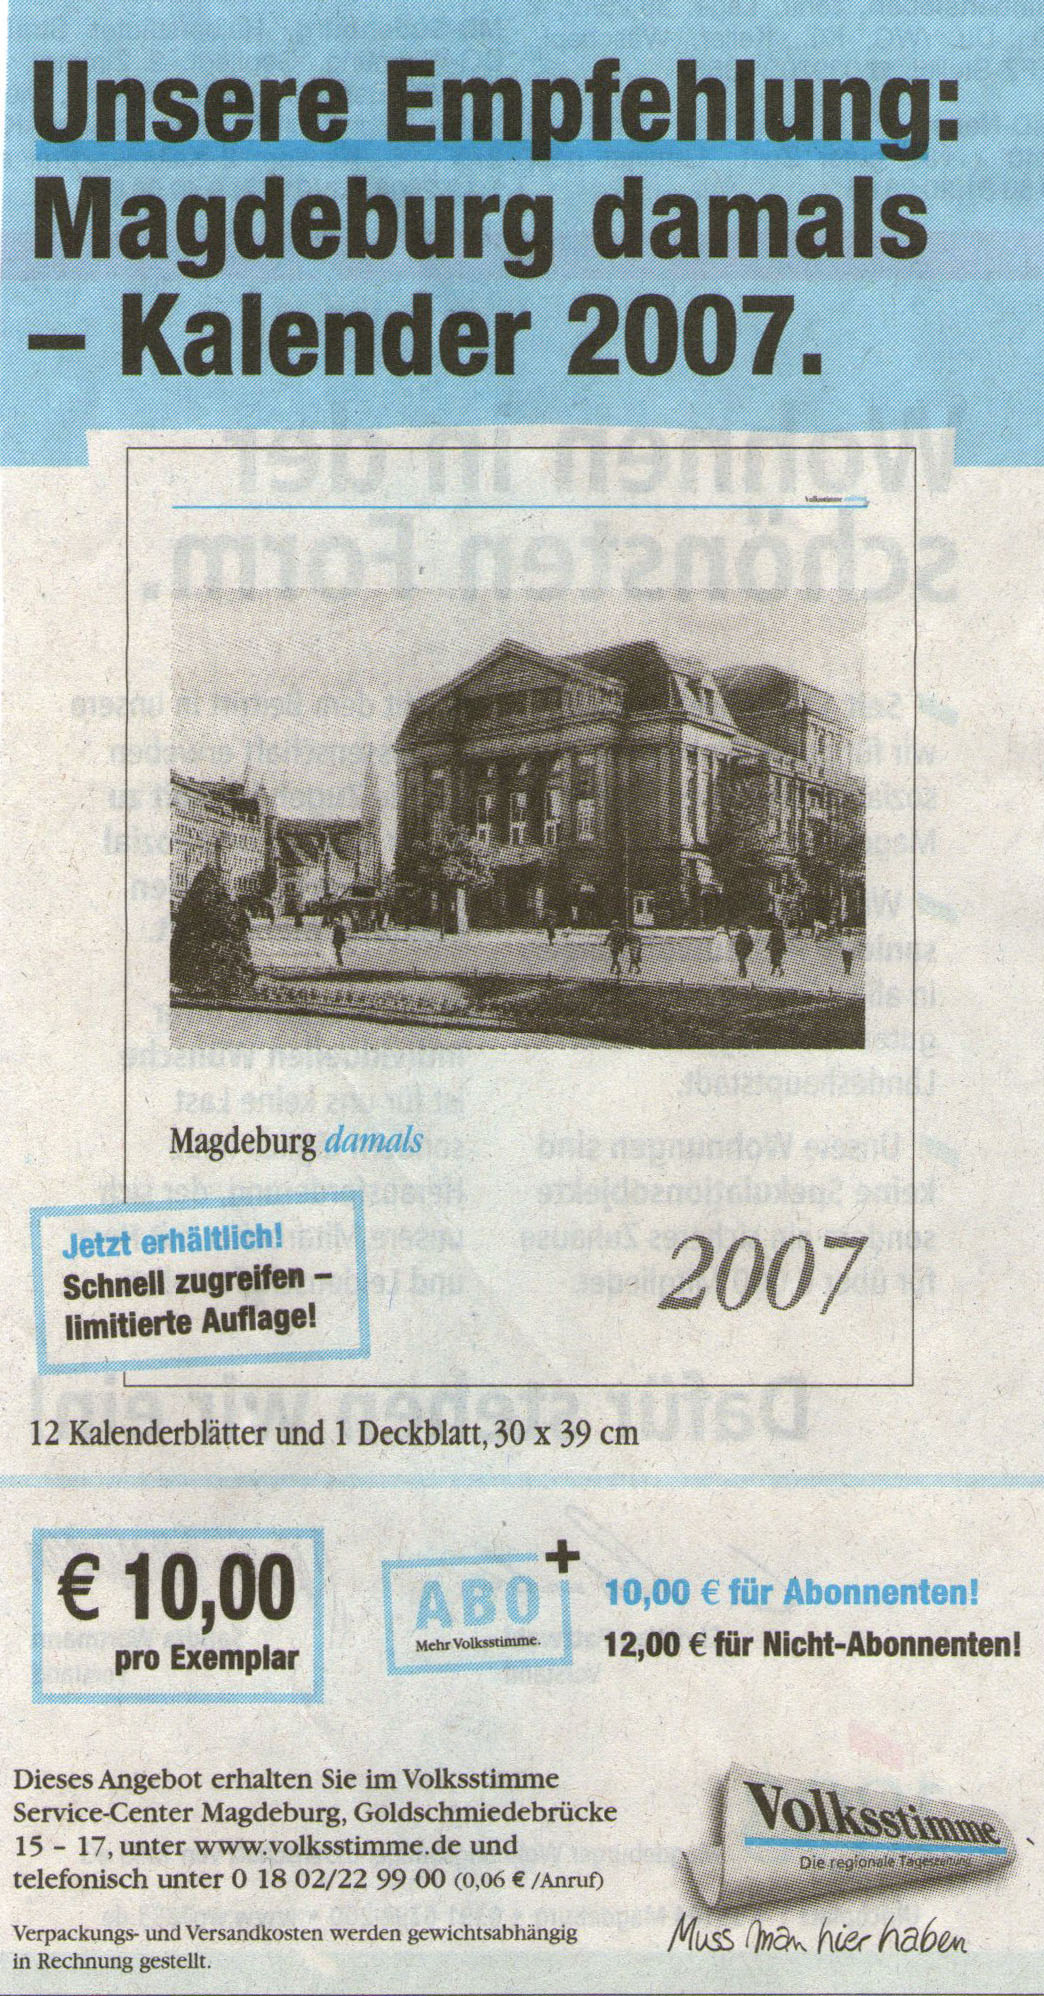 Unsere Empfehlung:
Magdeburg damals
– Kalender 2007.
Volksstimme
Magdeburg damals
Jetzt erhältlich!
Schnell zugreifen –
limitierte Auflage!
2007
12 Kalenderblätter und 1 Deckblatt, 30 x 39 cm
€ 10,00
pro Exemplar
ABO+
Mehr Volksstimme.
10,00 € für Abonnenten!
12,00 € für Nicht-Abonnenten!
Dieses Angebot erhalten Sie im Volksstimme
Service-Center Magdeburg, Goldschmiedebrücke
15 – 17, unter www.volksstimme.de und
telefonisch unter 0 18 02/22 99 00 (0,06 € /Anruf)
Verpackungs- und Versandkosten werden gewichtsabhängig
in Rechnung gestellt.
Volksstimme
Die regionale Tageszeitung
Muss man hier haben